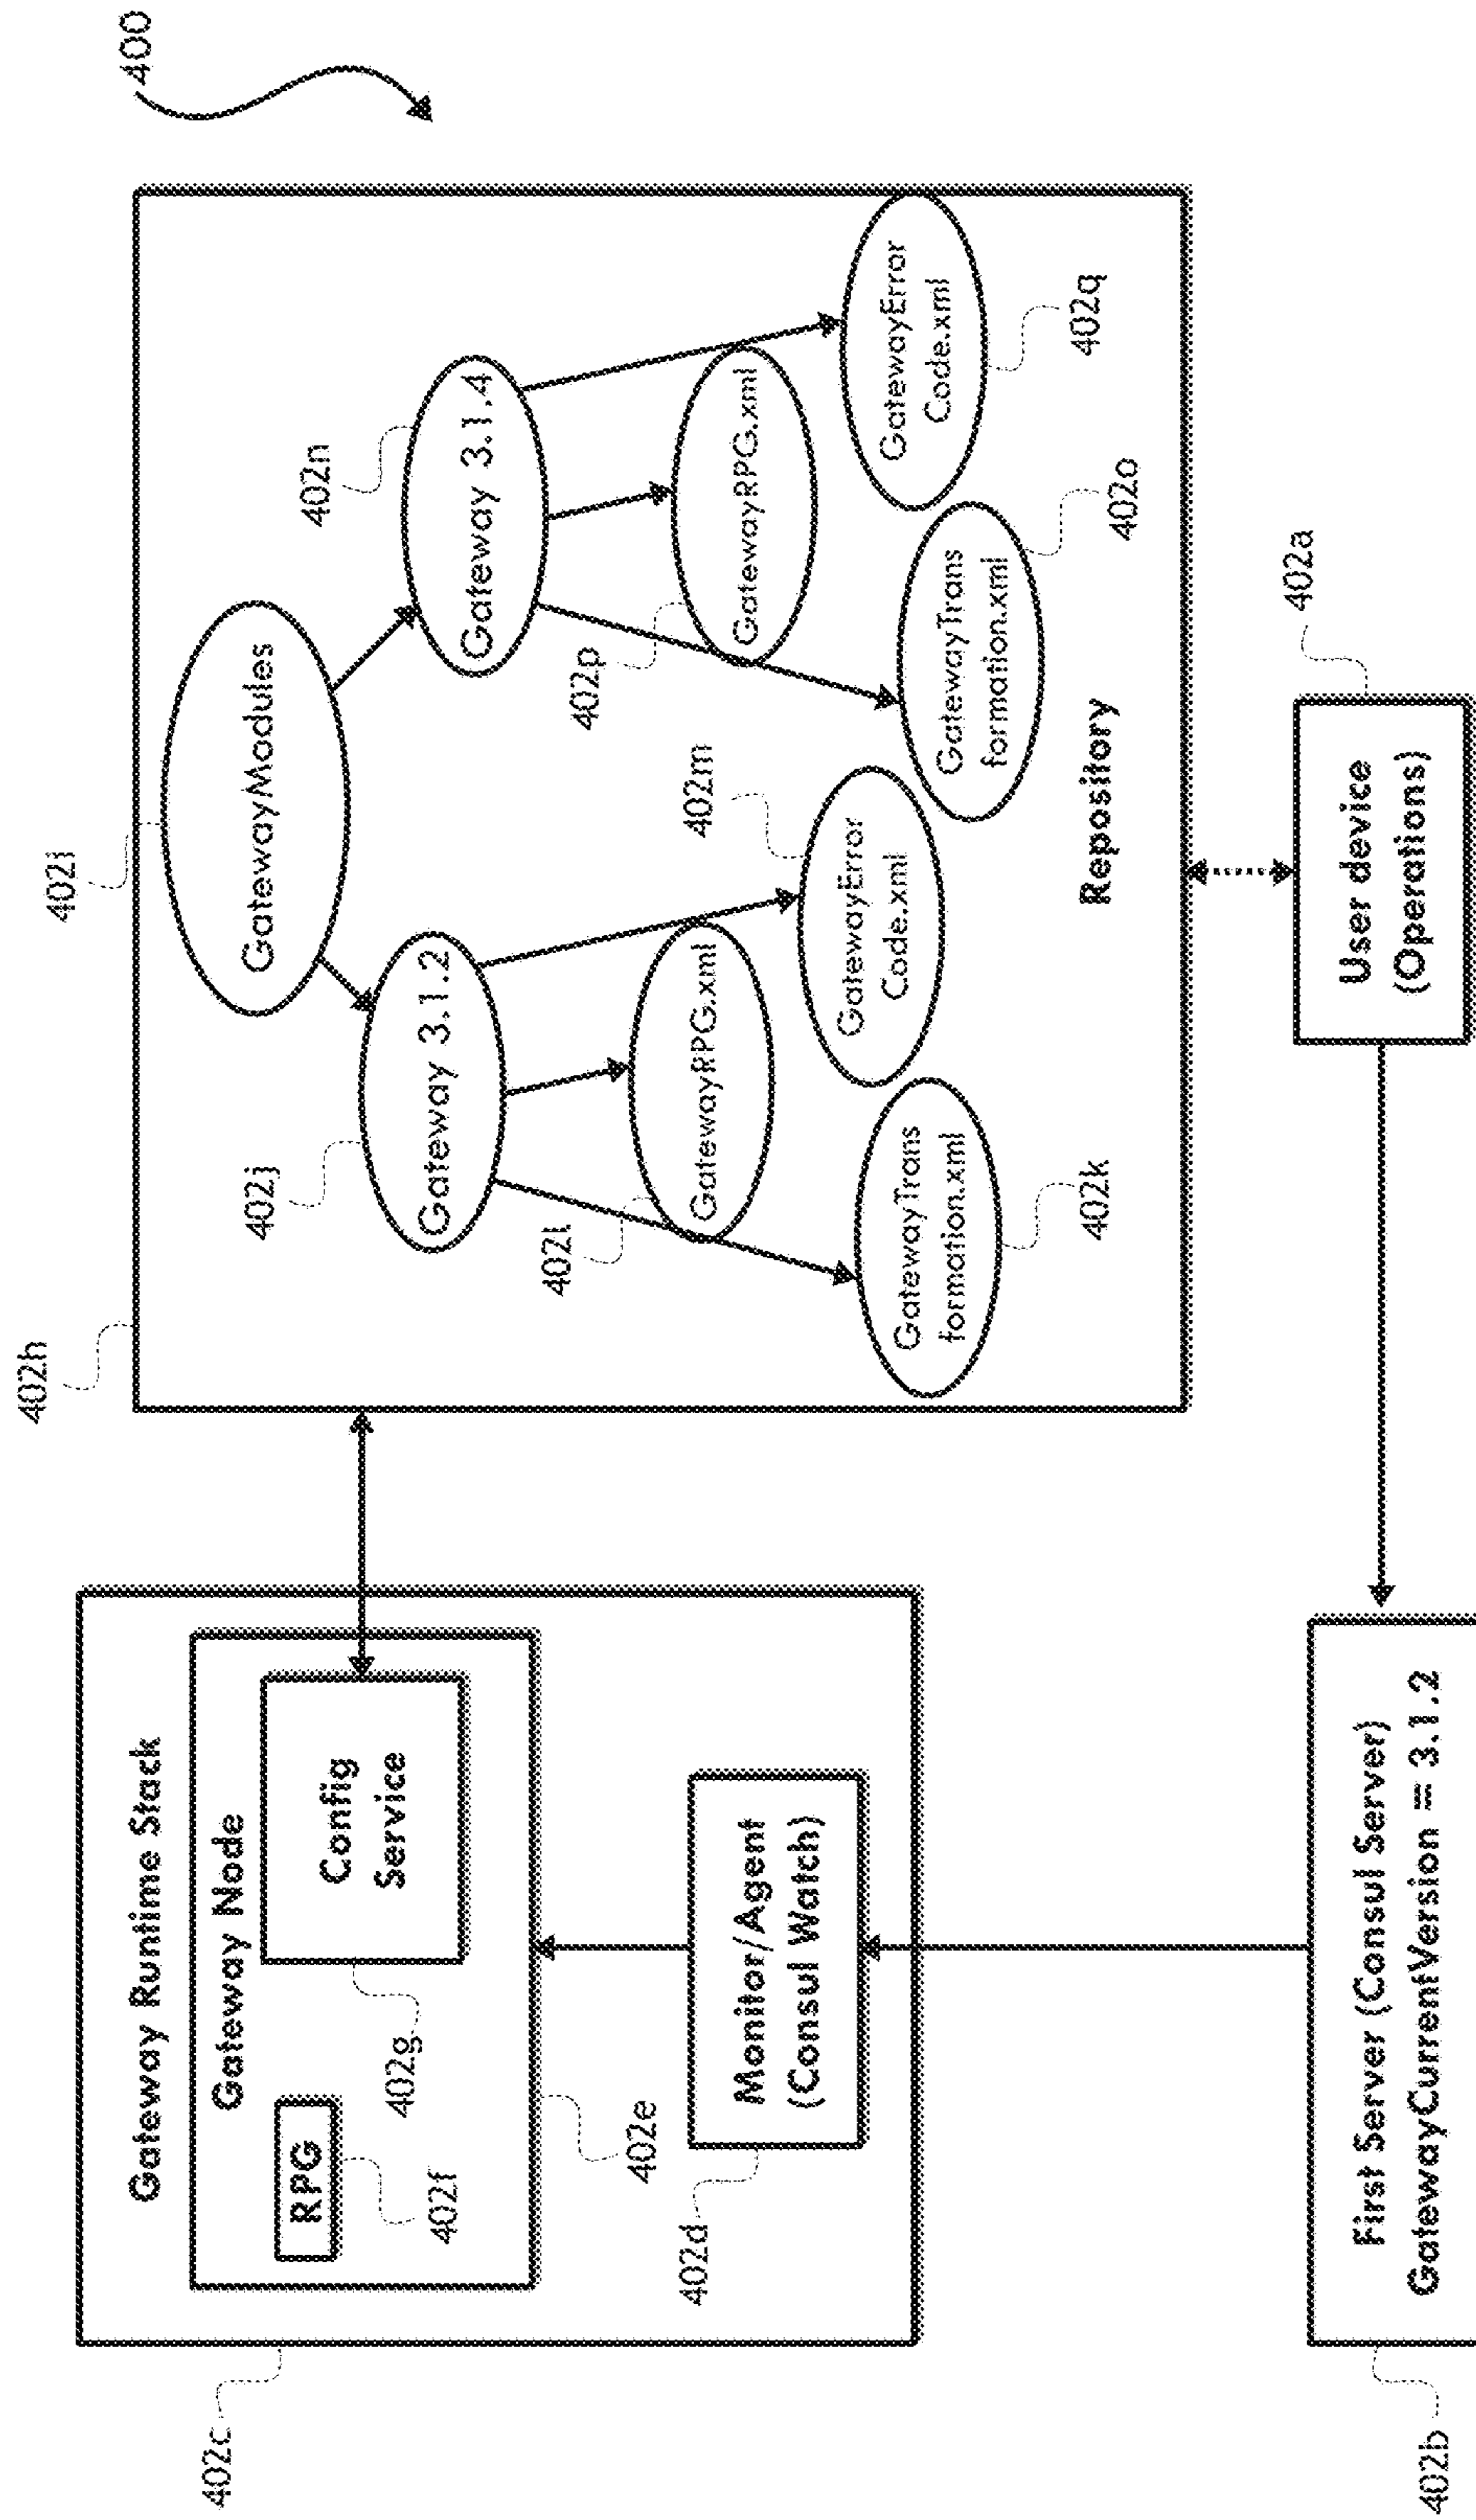 400
402c
Gateway Runtime Stack
Gateway Node
RPG
402f
Config
Service
402g
402e
Monitor/Agent
(Consul Watch)
402d
402b
First Server (Consul Server)
GatewayCurrentVersion = 3.1.2
402h
402i
GatewayModules
402j
Gateway 3.1.2
402n
Gateway 3.1.4
402l
GatewayRPG.xml
402p
GatewayRPG.xml
402m
GatewayError
Code.xml
GatewayError
Code.xml
402q
GatewayTrans
formation.xml
402k
GatewayTrans
formation.xml
402o
Repository
402a
User device
(Operations)